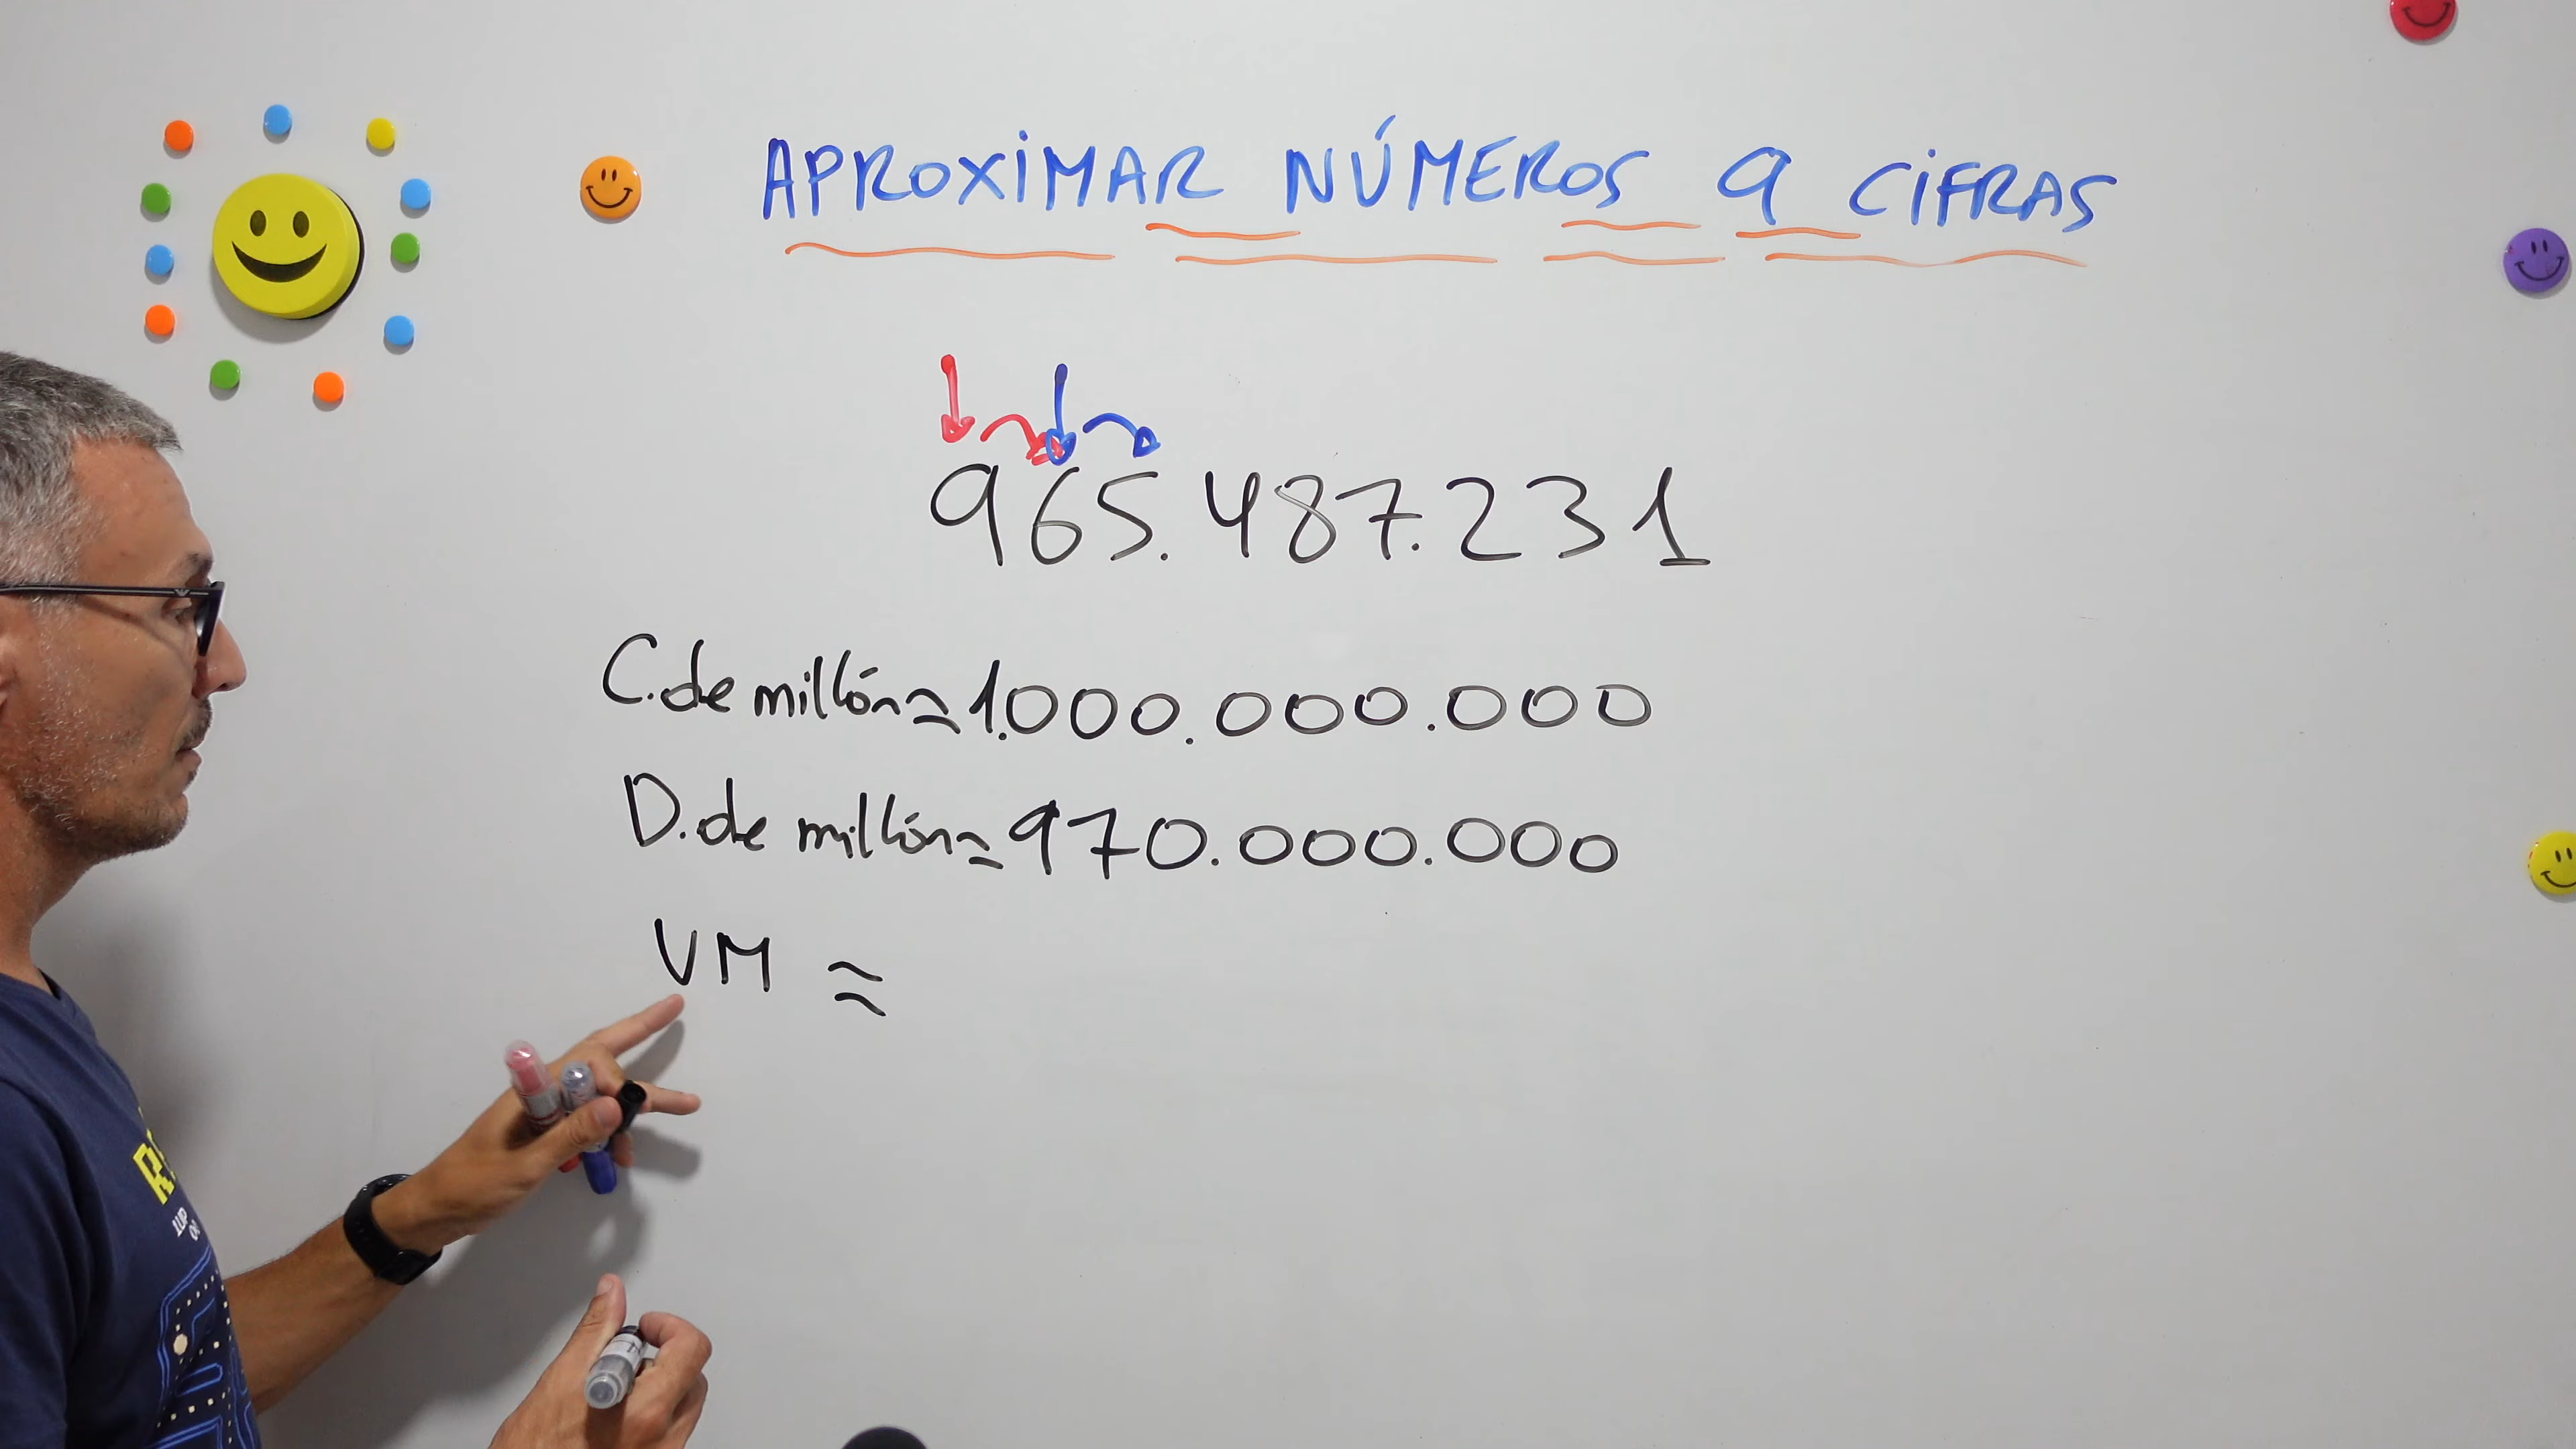 APROXIMAR NÚMEROS 9 CIFRAS
965.487.231
C. de millón ≈ 1.000.000.000
D. de millón ≈ 970.000.000
VM ≈
1UP